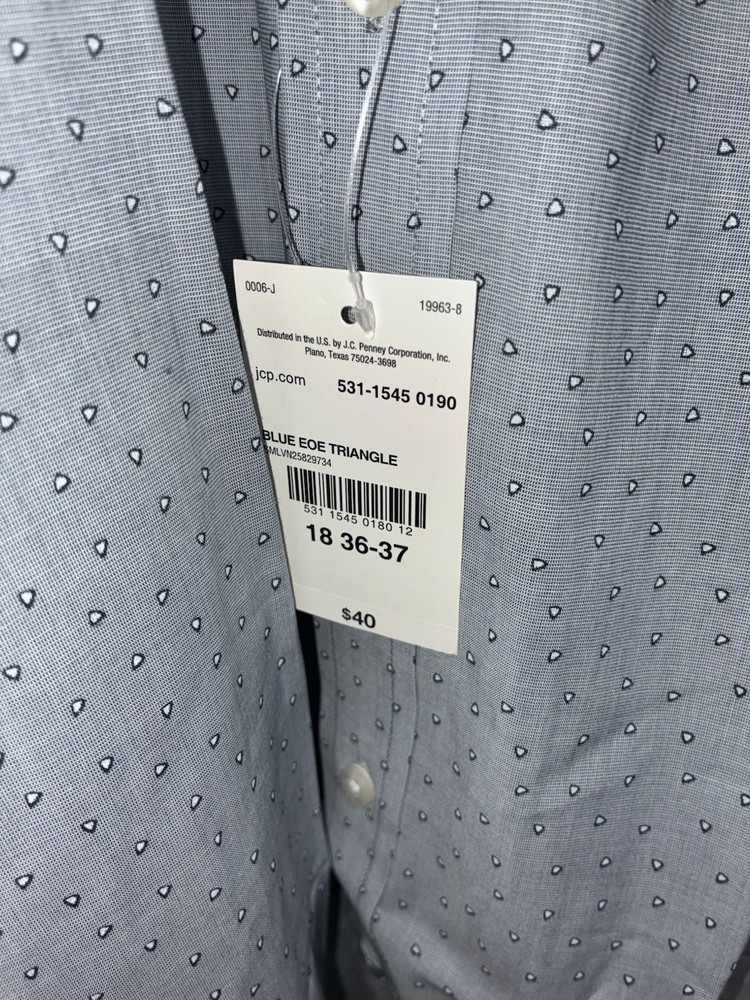 0006-J
19963-8
Distributed in the U.S. by J.C. Penney Corporation, Inc.
Plano, Texas 75024-3698
jcp.com
531-1545 0190
BLUE EOE TRIANGLE
SMLVN25829734
531 1545 0180 12
18 36-37
$40